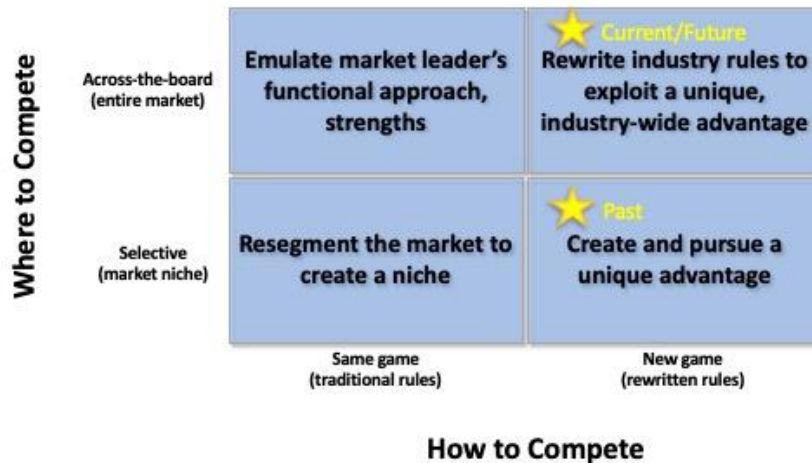 Where to Compete
Across-the-board
(entire market)
Emulate market leader's
functional approach,
strengths
Current/Future
Rewrite industry rules to
exploit a unique,
industry-wide advantage
Selective
(market niche)
Resegment the market to
create a niche
Past
Create and pursue a
unique advantage
Same game
(traditional rules)
New game
(rewritten rules)
How to Compete